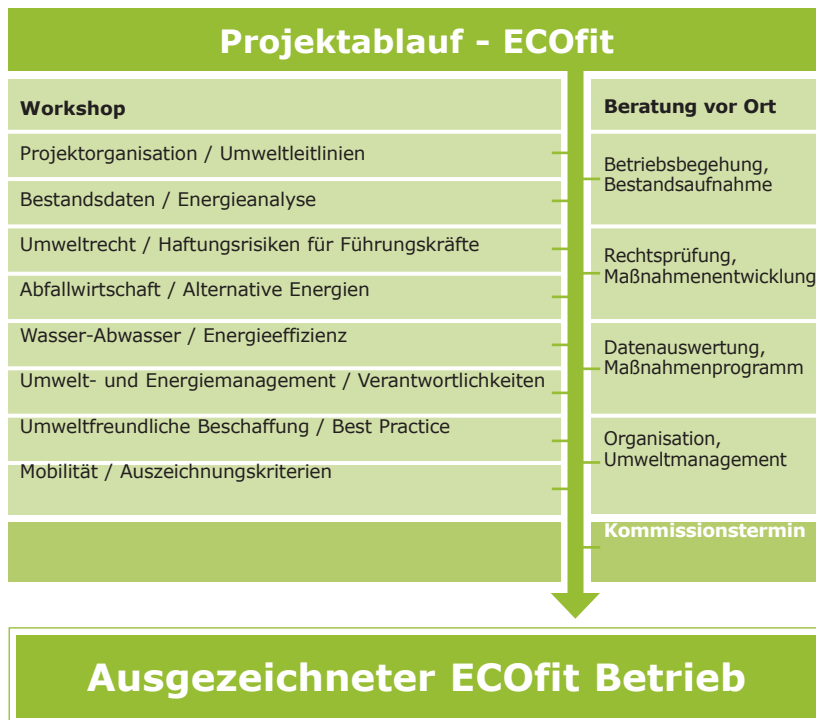 Projektablauf - ECOfit
Workshop
Projektorganisation / Umweltleitlinien
Bestandsdaten / Energieanalyse
Umweltrecht / Haftungsrisiken für Führungskräfte
Abfallwirtschaft / Alternative Energien
Wasser-Abwasser / Energieeffizienz
Umwelt- und Energiemanagement / Verantwortlichkeiten
Umweltfreundliche Beschaffung / Best Practice
Mobilität / Auszeichnungskriterien
Beratung vor Ort
Betriebsbegehung,
Bestandsaufnahme
Rechtsprüfung,
Maßnahmenentwicklung
Datenauswertung,
Maßnahmenprogramm
Organisation,
Umweltmanagement
Kommissionstermin
Ausgezeichneter ECOfit Betrieb